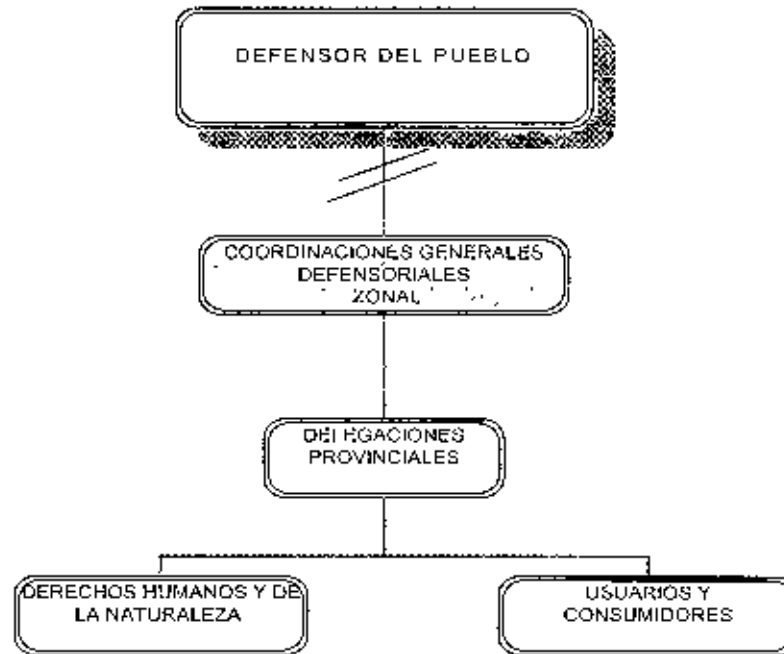 DEFENSOR DEL PUEBLO
COORDINACIONES GENERALES
DEFENSORIALES
ZONAL
DELEGACIONES
PROVINCIALES
DERECHOS HUMANOS Y DE
LA NATURALEZA
USUARIOS Y
CONSUMIDORES